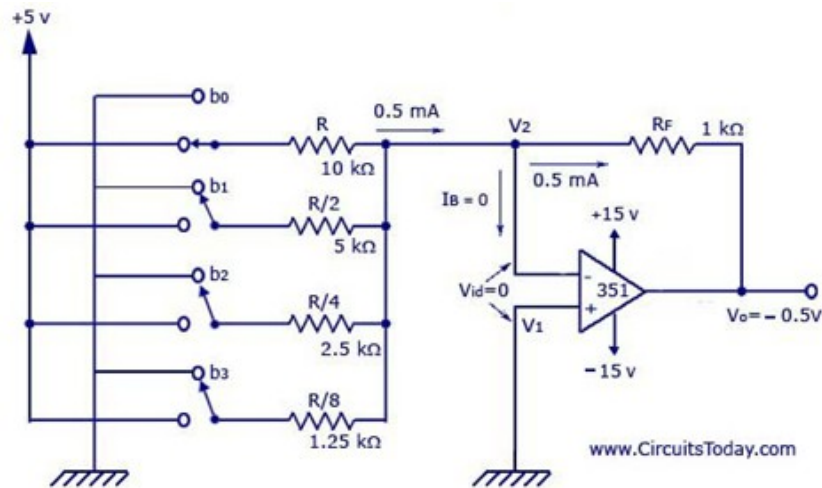 +5 v
b0
0.5 mA
V2
RF
1 kΩ
R
10 kΩ
0.5 mA
b1
IB = 0
R/2
5 kΩ
+15 v
b2
Vid=0
-
351
+
R/4
V1
Vo= - 0.5v
2.5 kΩ
-15 v
b3
R/8
1.25 kΩ
www.CircuitsToday.com